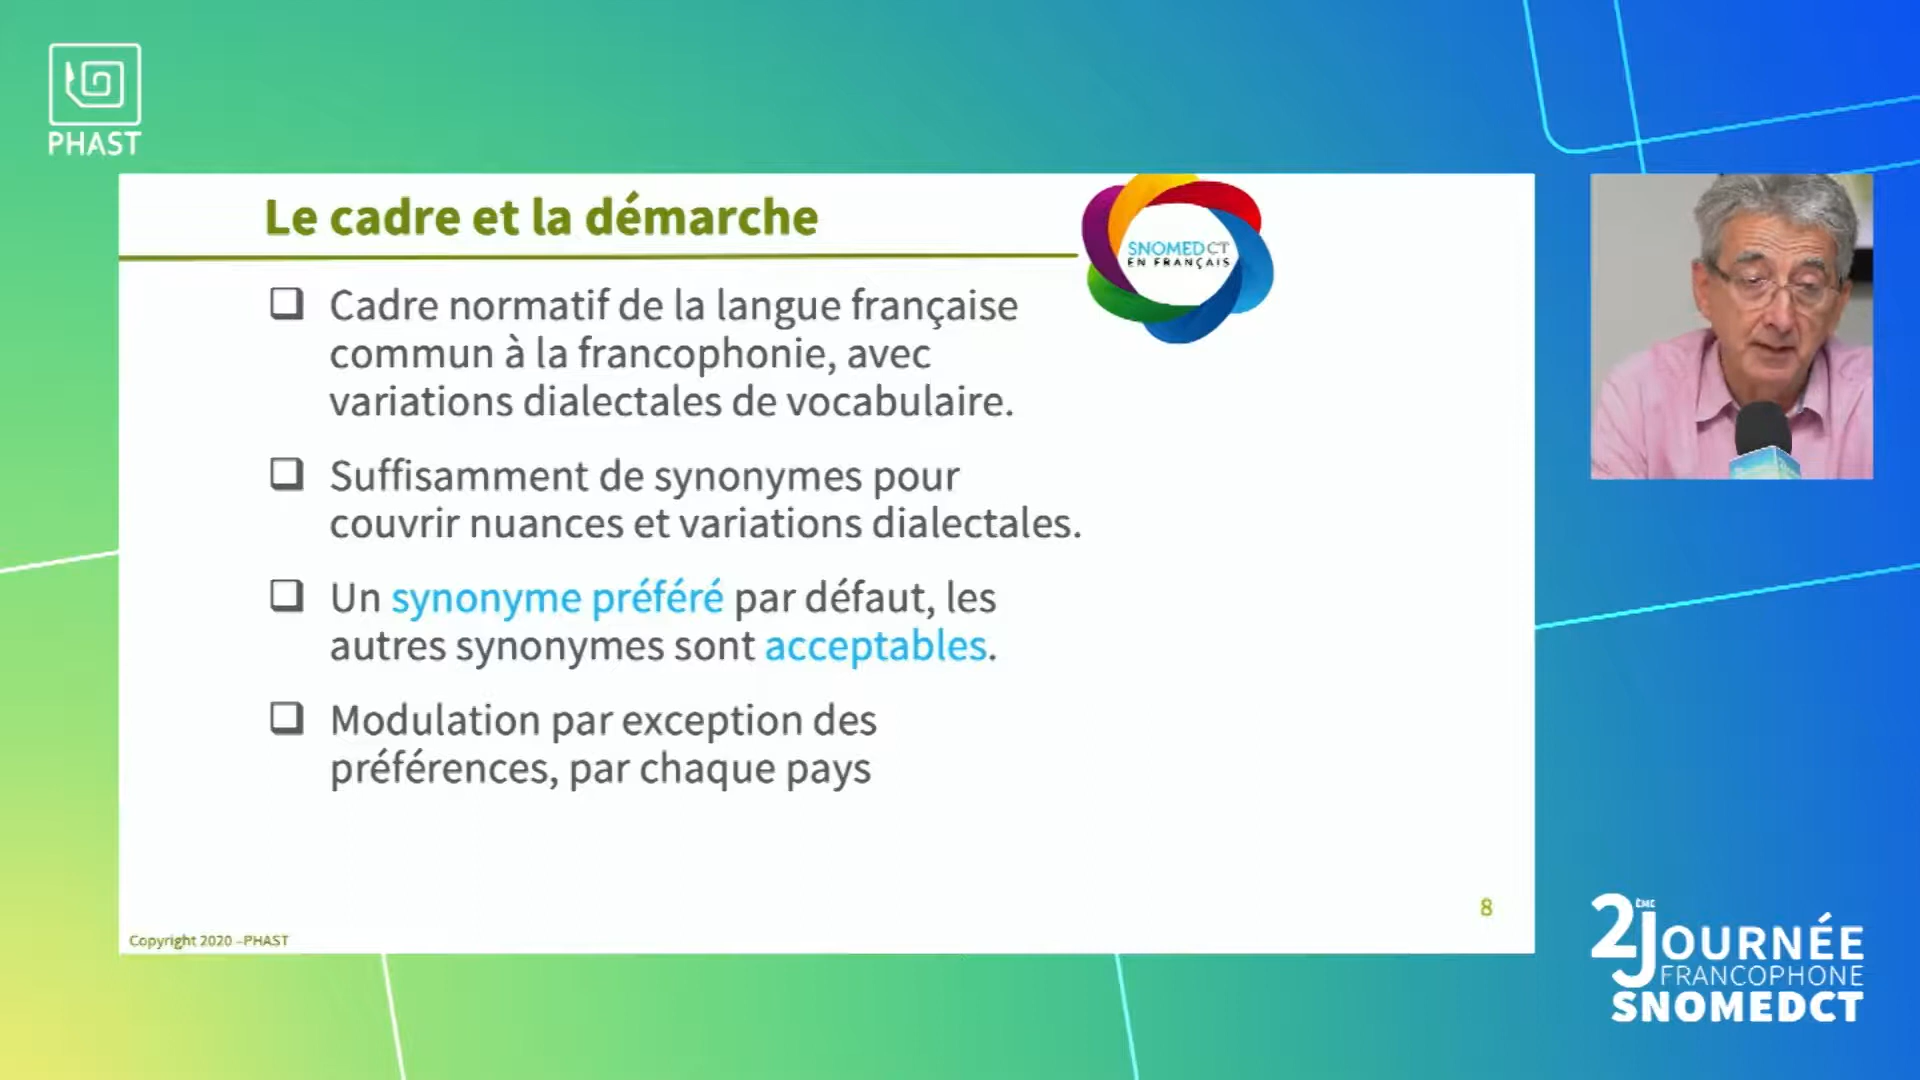 PHAST
Le cadre et la démarche
SNOMED CT
EN FRANÇAIS
❑ Cadre normatif de la langue française
commun à la francophonie, avec
variations dialectales de vocabulaire.
❑ Suffisamment de synonymes pour
couvrir nuances et variations dialectales.
❑ Un synonyme préféré par défaut, les
autres synonymes sont acceptables.
❑ Modulation par exception des
préférences, par chaque pays
8
Copyright 2020 –PHAST
2ÈME JOURNÉE
FRANCOPHONE
SNOMEDCT